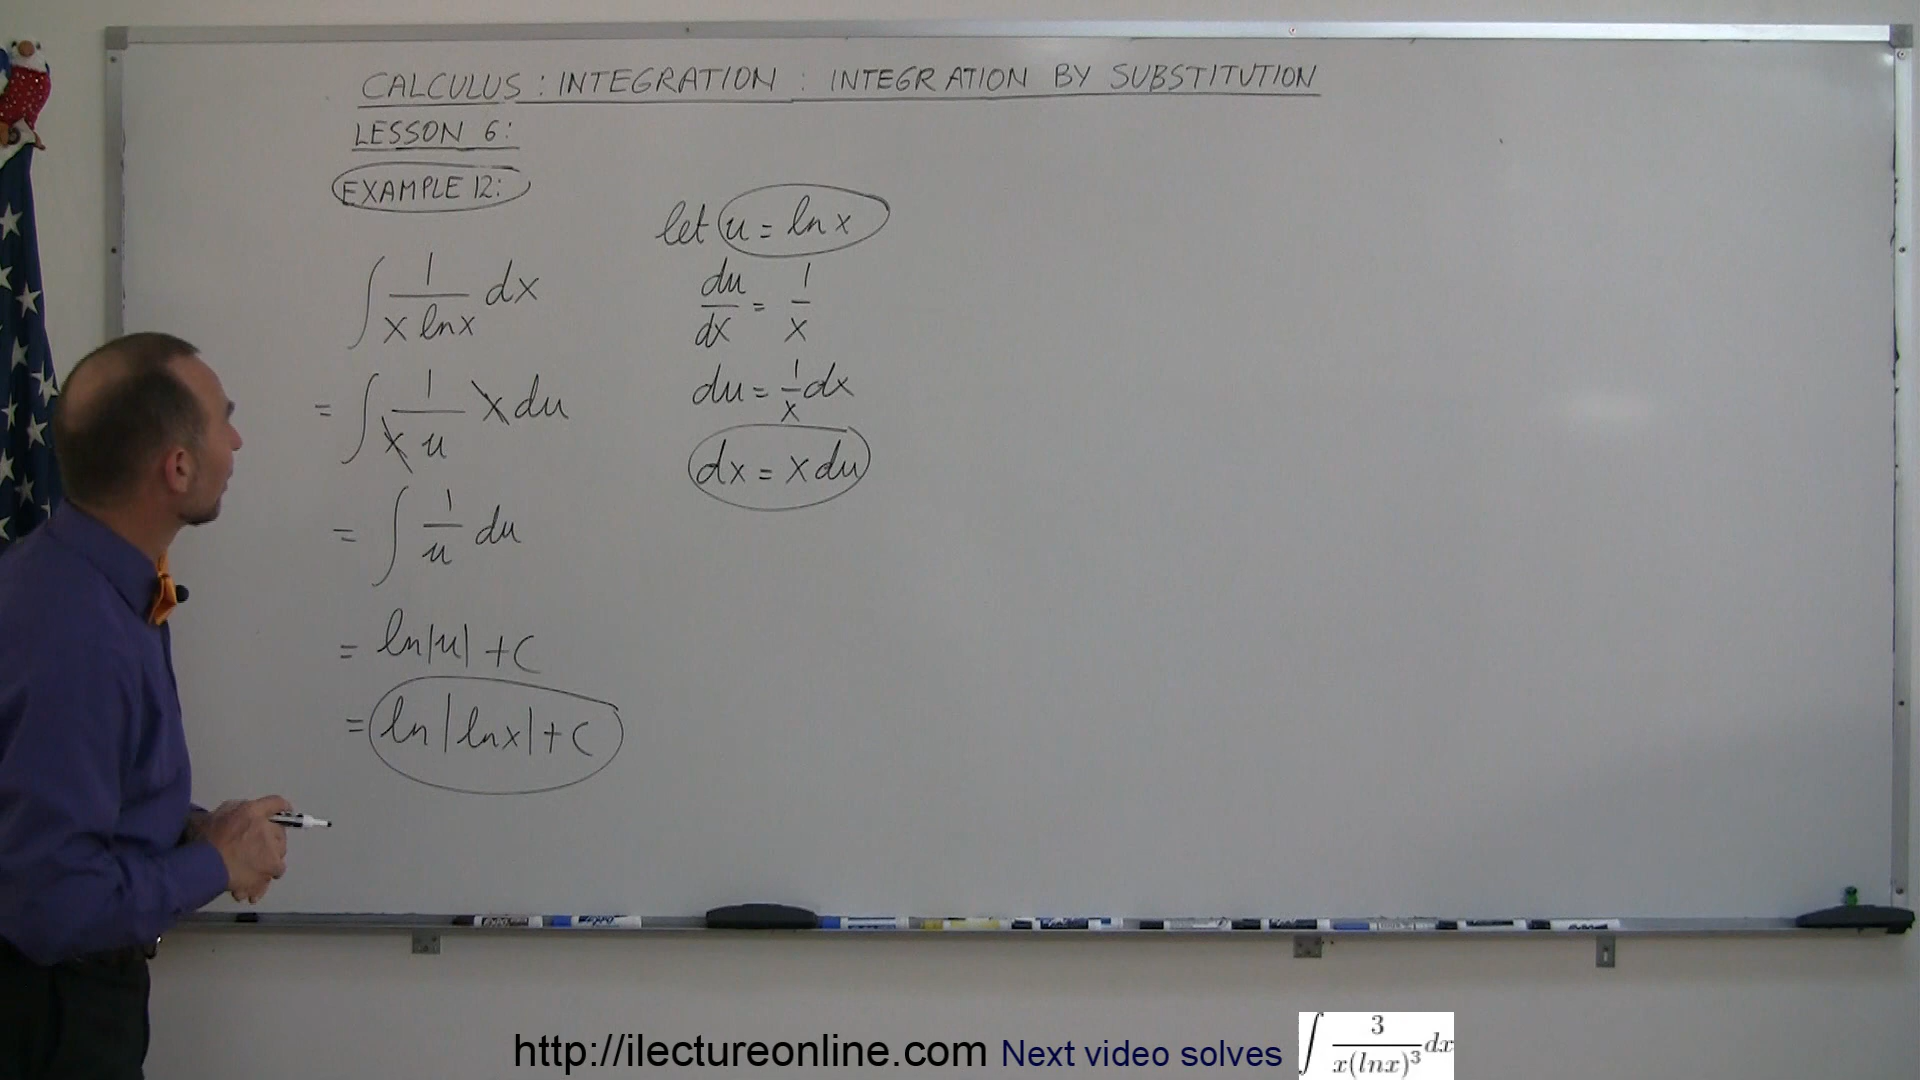 CALCULUS : INTEGRATION : INTEGRATION BY SUBSTITUTION
LESSON 6:
EXAMPLE 12:
∫ 1/(x ln x) dx
= ∫ 1/(x u) x du
= ∫ 1/u du
= ln|u| + C
= ln|ln x| + C
let u = ln x
du/dx = 1/x
du = 1/x dx
dx = x du
http://ilectureonline.com Next video solves ∫ 3/(x(lnx)³) dx